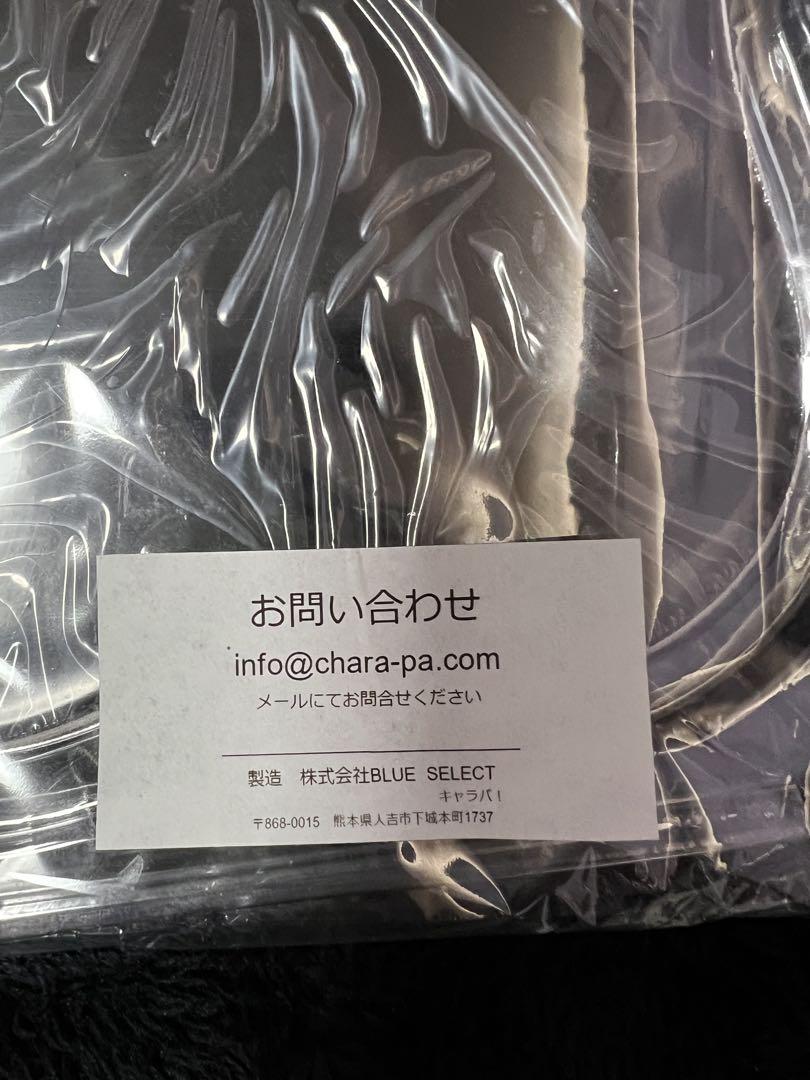 お問い合わせ
info@chara-pa.com
メールにてお問合せください
製造　株式会社BLUE SELECT
キャラパ！
〒868-0015　熊本県人吉市下城本町1737